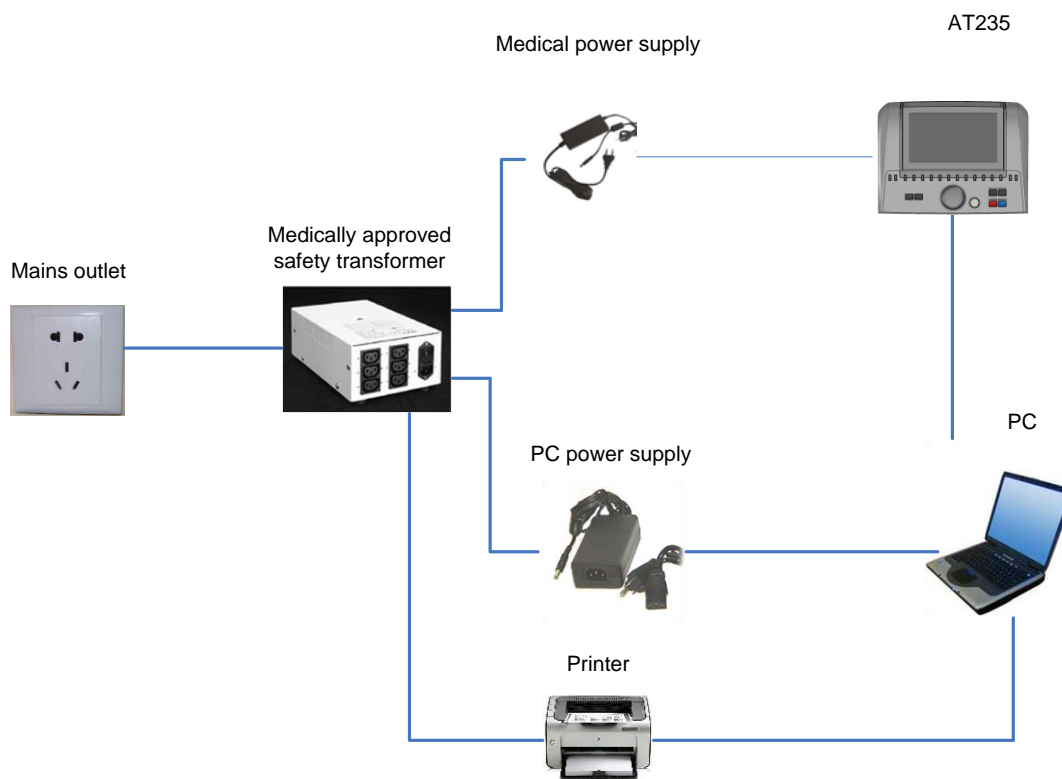 AT235
Medical power supply
Medically approved
safety transformer
Mains outlet
PC
PC power supply
Printer